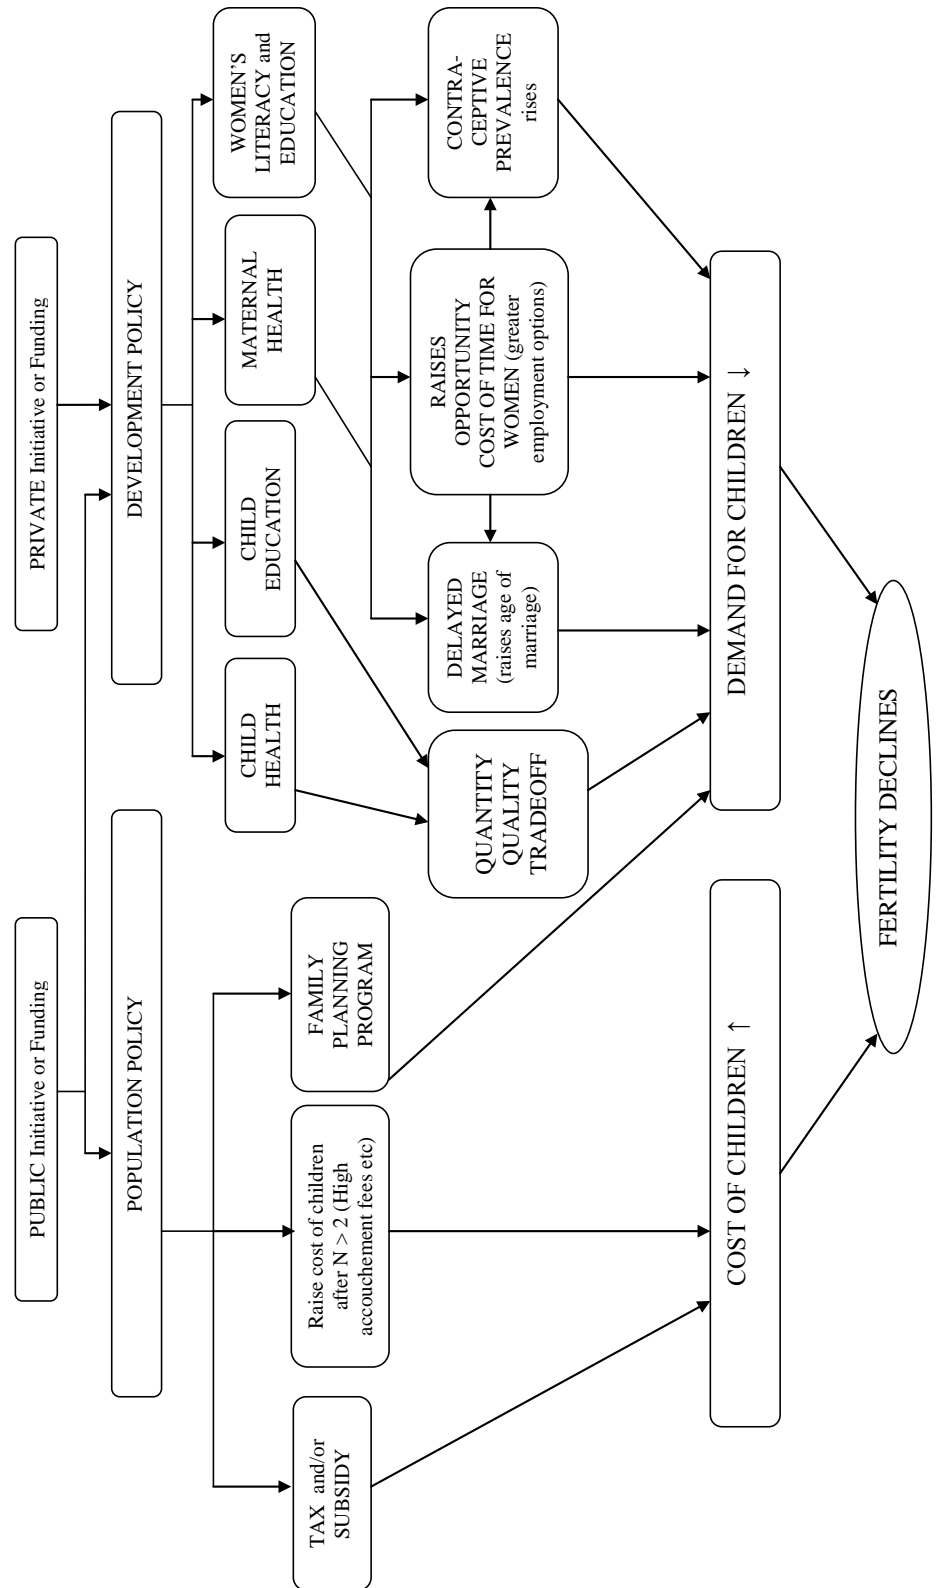 PUBLIC Initiative or Funding
PRIVATE Initiative or Funding
POPULATION POLICY
DEVELOPMENT POLICY
TAX and/or
SUBSIDY
Raise cost of children
after N > 2 (High
accouchement fees etc)
FAMILY
PLANNING
PROGRAM
CHILD
HEALTH
CHILD
EDUCATION
MATERNAL
HEALTH
WOMEN'S
LITERACY and
EDUCATION
QUANTITY
QUALITY
TRADEOFF
DELAYED
MARRIAGE
(raises age of
marriage)
RAISES
OPPORTUNITY
COST OF TIME FOR
WOMEN (greater
employment options)
CONTRA-
CEPTIVE
PREVALENCE
rises
COST OF CHILDREN ↑
DEMAND FOR CHILDREN ↓
FERTILITY DECLINES